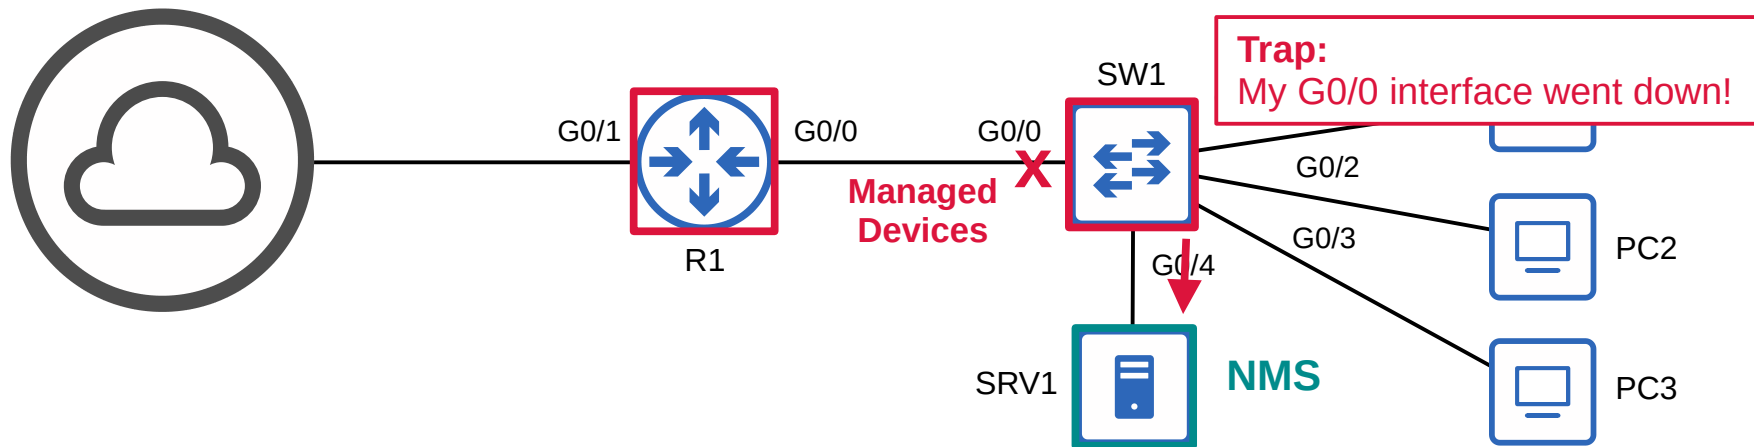 Trap:
My G0/0 interface went down!
SW1
G0/1
G0/0
G0/0
X
Managed
Devices
G0/2
R1
G0/3
PC2
G0/4
SRV1
NMS
PC3